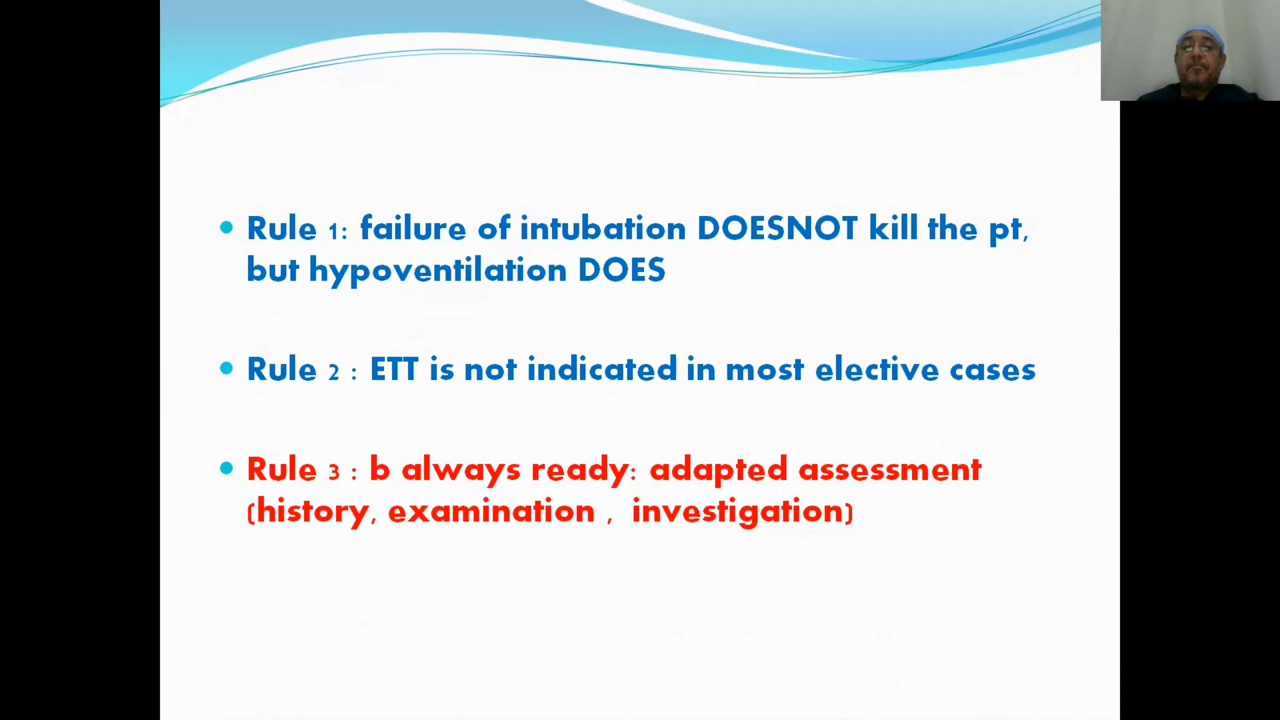 Rule 1: failure of intubation DOESNOT kill the pt,
but hypoventilation DOES
Rule 2 : ETT is not indicated in most elective cases
Rule 3 : b always ready: adapted assessment
(history, examination , investigation)